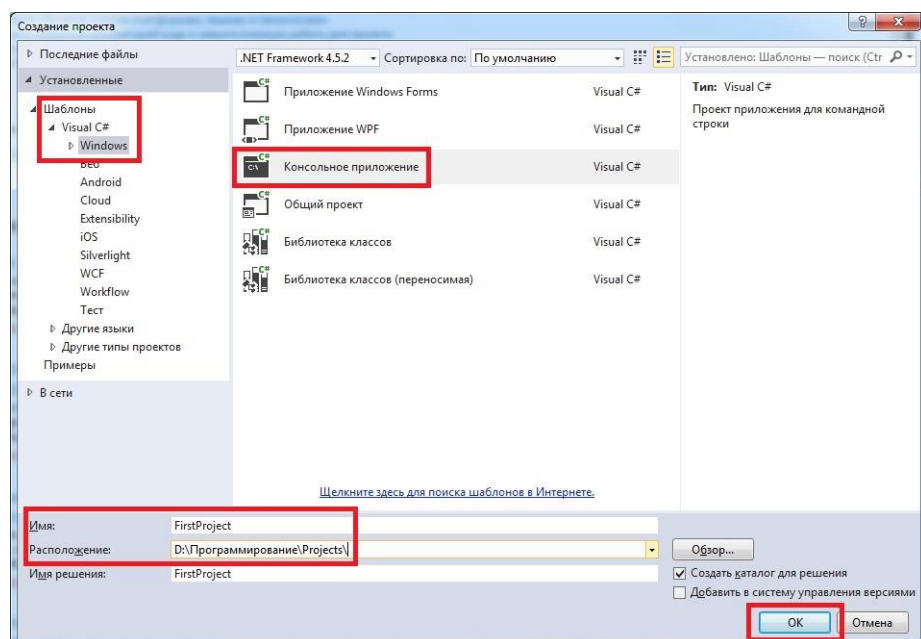 Создание проекта
Последние файлы
.NET Framework 4.5.2 Сортировка по: По умолчанию
Установлено: Шаблоны — поиск (Ctr
Установленные
Шаблоны
Visual C#
Windows
Веб
Android
Cloud
Extensibility
iOS
Silverlight
WCF
Workflow
Тест
Другие языки
Другие типы проектов
Примеры
В сети
Приложение Windows Forms Visual C#
Приложение WPF Visual C#
Консольное приложение Visual C#
Общий проект Visual C#
Библиотека классов Visual C#
Библиотека классов (переносимая) Visual C#
Щелкните здесь для поиска шаблонов в Интернете.
Тип: Visual C#
Проект приложения для командной
строки
Имя: FirstProject
Расположение: D:\Программирование\Projects\
Обзор...
Имя решения: FirstProject
Создать каталог для решения
Добавить в систему управления версиями
OK Отмена